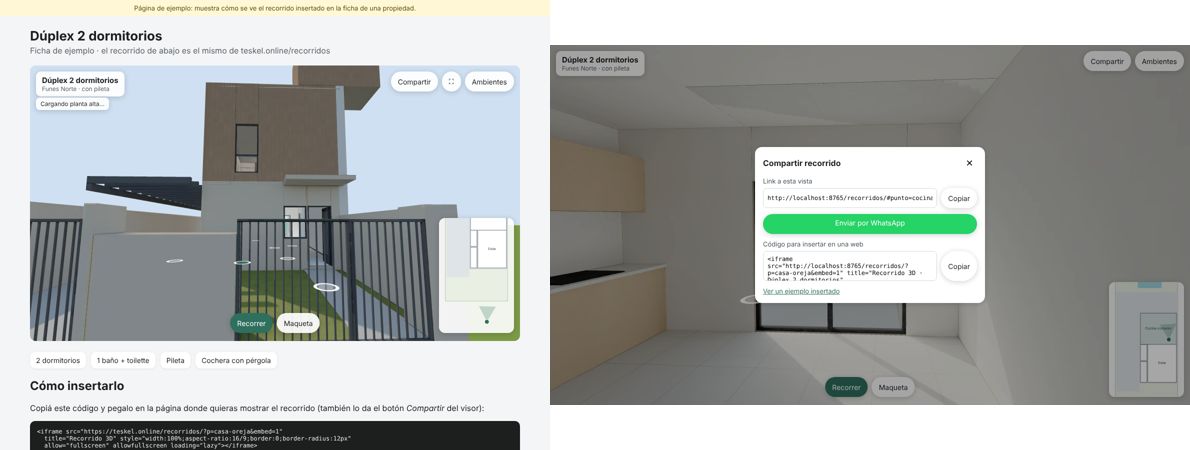 Página de ejemplo: muestra cómo se ve el recorrido insertado en la ficha de una propiedad.
Dúplex 2 dormitorios
Ficha de ejemplo · el recorrido de abajo es el mismo de teskel.online/recorridos
Dúplex 2 dormitorios
Funes Norte · con pileta
Cargando planta alta...
Compartir
Ambientes
Recorrer
Maqueta
2 dormitorios
1 baño + toilette
Pileta
Cochera con pérgola
Cómo insertarlo
Copiá este código y pegalo en la página donde quieras mostrar el recorrido (también lo da el botón Compartir del visor):
<iframe src="https://teskel.online/recorridos/?p=casa-oreja&embed=1"
title="Recorrido 3D" style="width:100%;aspect-ratio:16/9;border:0;border-radius:12px"
allow="fullscreen" allowfullscreen loading="lazy"></iframe>
Dúplex 2 dormitorios
Funes Norte · con pileta
Compartir
Ambientes
Compartir recorrido
Link a esta vista
http://localhost:8765/recorridos/#punto=cocina
Copiar
Enviar por WhatsApp
Código para insertar en una web
<iframe
src="http://localhost:8765/recorridos/?
p=casa-oreja&embed=1" title="Recorrido 3D ·
Dúplex 2 dormitorios"
Copiar
Ver un ejemplo insertado
Recorrer
Maqueta